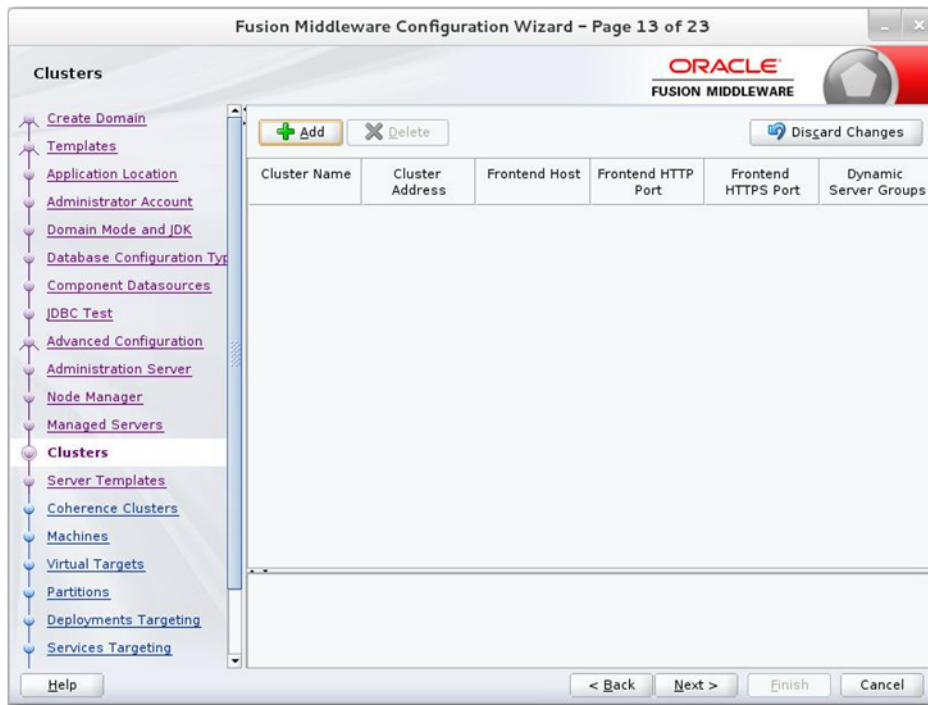 Fusion Middleware Configuration Wizard – Page 13 of 23
Clusters
ORACLE
FUSION MIDDLEWARE
Create Domain
Templates
Application Location
Administrator Account
Domain Mode and JDK
Database Configuration Typ
Component Datasources
JDBC Test
Advanced Configuration
Administration Server
Node Manager
Managed Servers
Clusters
Server Templates
Coherence Clusters
Machines
Virtual Targets
Partitions
Deployments Targeting
Services Targeting
Add
Delete
Discard Changes
Cluster Name
Cluster
Address
Frontend Host
Frontend HTTP
Port
Frontend
HTTPS Port
Dynamic
Server Groups
Help
< Back
Next >
Finish
Cancel